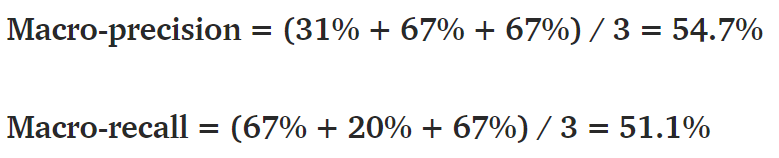 Macro-precision = (31% + 67% + 67%) / 3 = 54.7%
Macro-recall = (67% + 20% + 67%) / 3 = 51.1%